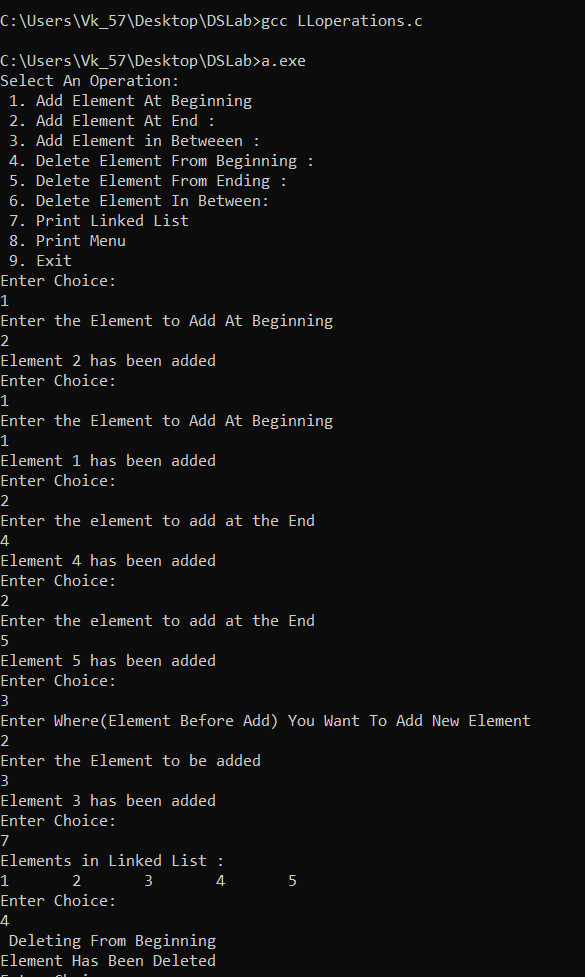 C:\Users\Vk_57\Desktop\DSLab>gcc LLoperations.c
C:\Users\Vk_57\Desktop\DSLab>a.exe
Select An Operation:
1. Add Element At Beginning
2. Add Element At End :
3. Add Element in Betweeen :
4. Delete Element From Beginning :
5. Delete Element From Ending :
6. Delete Element In Between:
7. Print Linked List
8. Print Menu
9. Exit
Enter Choice:
1
Enter the Element to Add At Beginning
2
Element 2 has been added
Enter Choice:
1
Enter the Element to Add At Beginning
1
Element 1 has been added
Enter Choice:
2
Enter the element to add at the End
4
Element 4 has been added
Enter Choice:
2
Enter the element to add at the End
5
Element 5 has been added
Enter Choice:
3
Enter Where(Element Before Add) You Want To Add New Element
2
Enter the Element to be added
3
Element 3 has been added
Enter Choice:
7
Elements in Linked List :
1 2 3 4 5
Enter Choice:
4
Deleting From Beginning
Element Has Been Deleted